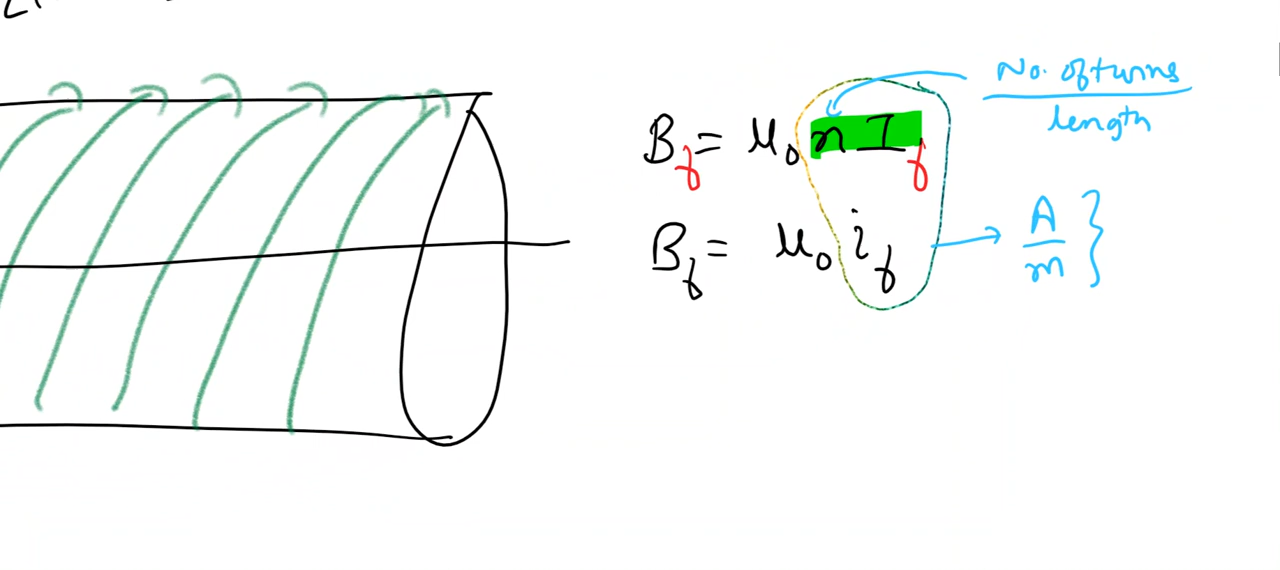 No. of turns
length
B_f = μ₀ n I_f
B_f = μ₀ i_f → A/m }